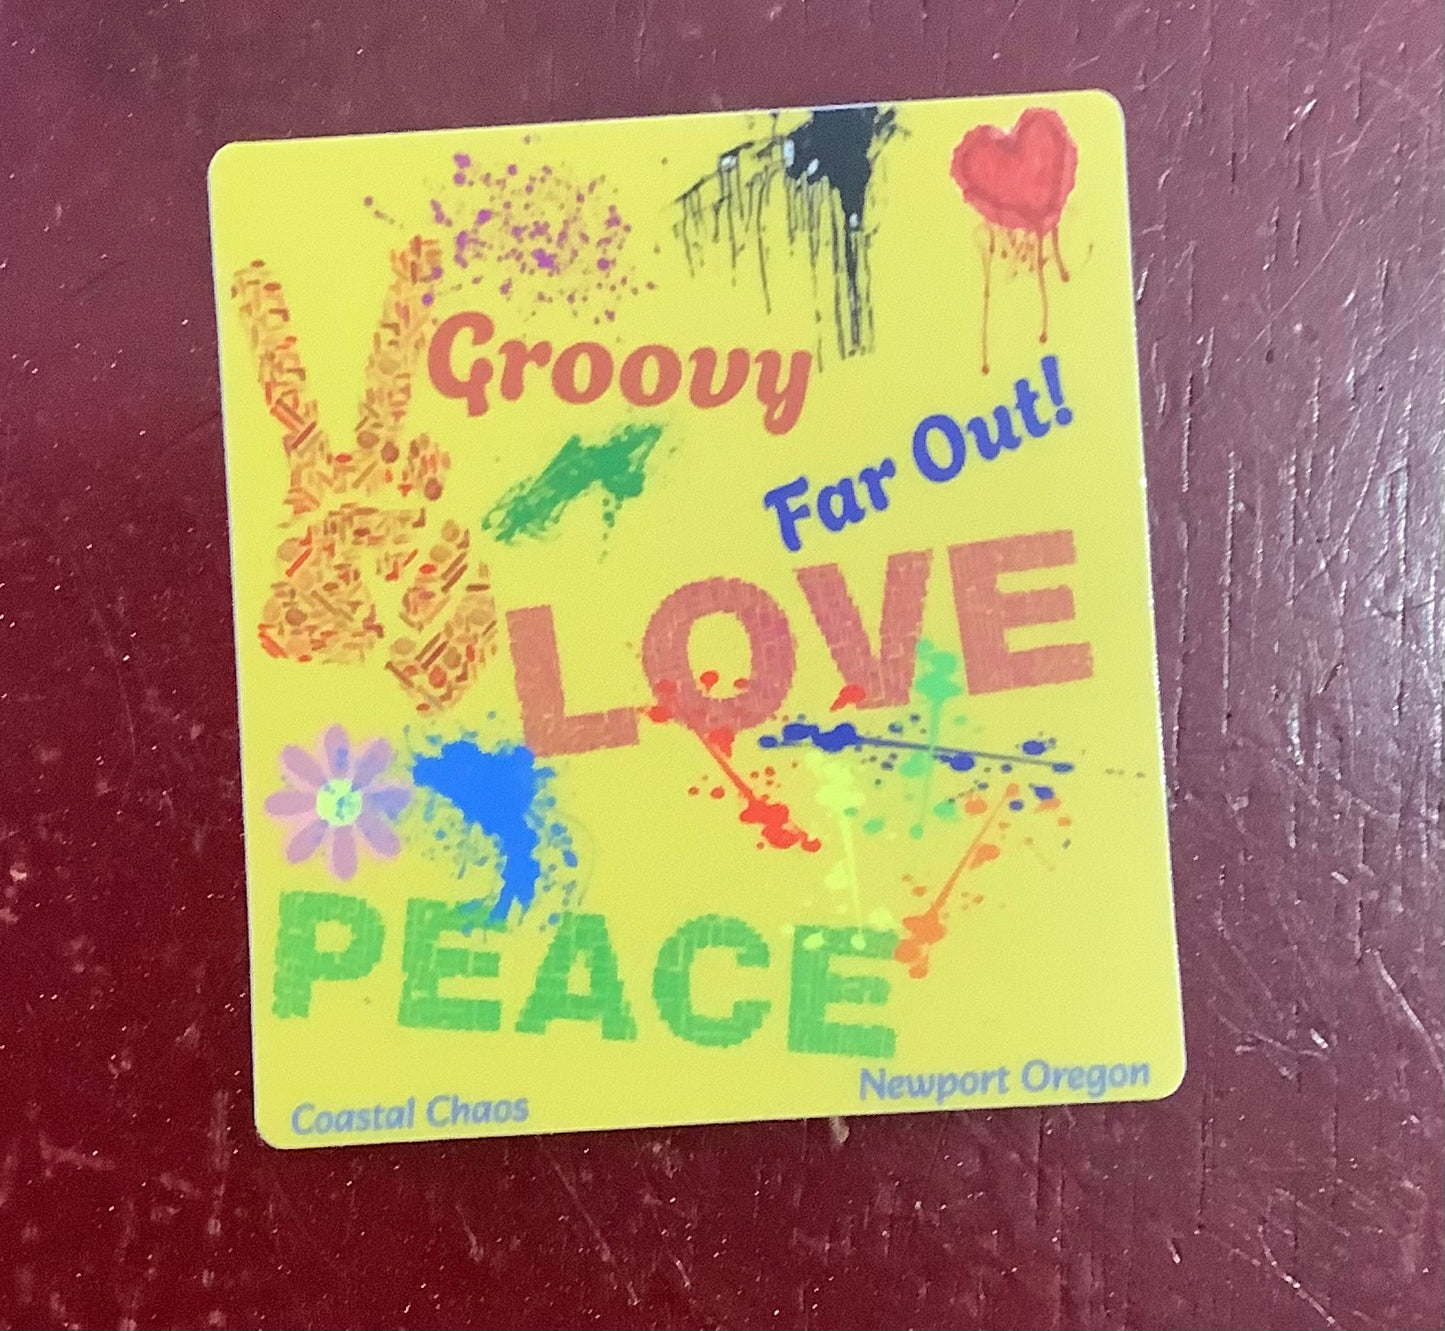 Groovy
Far Out!
LOVE
PEACE
Coastal Chaos
Newport Oregon